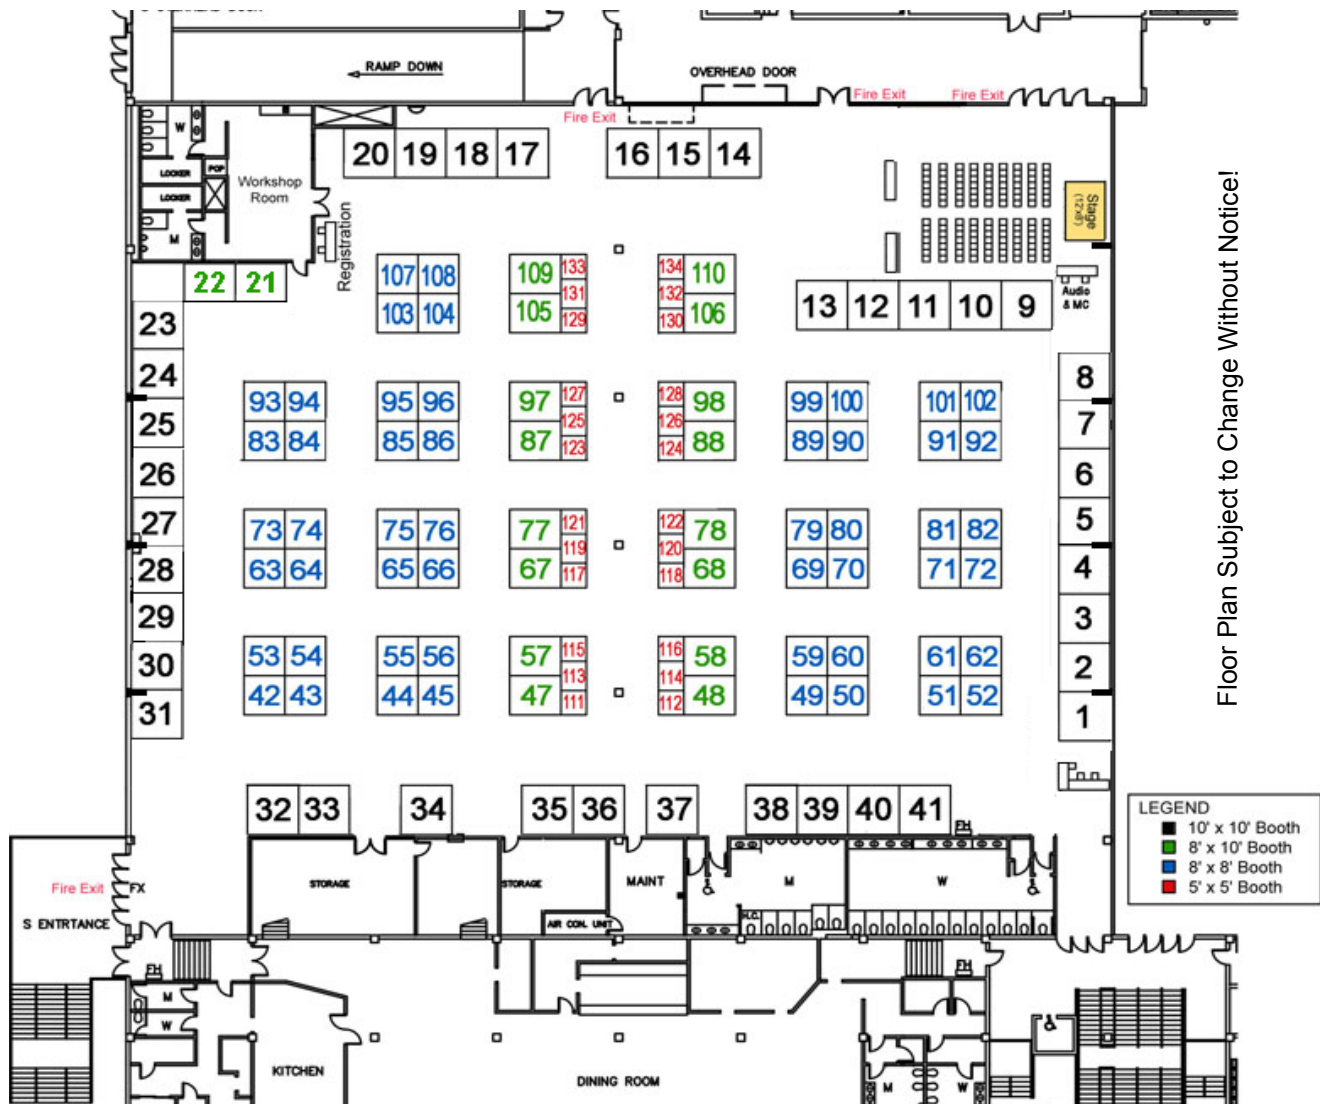 RAMP DOWN
OVERHEAD DOOR
Fire Exit
Fire Exit
Fire Exit
W
LOCKER
POP
LOCKER
M
Workshop
Room
Registration
20 19 18 17
16 15 14
Stage
(12'x8')
Audio
& MC
22 21
107 108
103 104
109 133
131
105 129
134 110
132
130 106
13 12 11 10 9
23
24
25
26
27
28
29
30
31
8
7
6
5
4
3
2
1
93 94
83 84
95 96
85 86
97 127
125
87 123
128 98
126
124 88
99 100
89 90
101 102
91 92
73 74
63 64
75 76
65 66
77 121
119
67 117
122 78
120
118 68
79 80
69 70
81 82
71 72
53 54
42 43
55 56
44 45
57 115
113
47 111
116 58
114
112 48
59 60
49 50
61 62
51 52
32 33
34
35 36
37
38 39 40 41
FH
Floor Plan Subject to Change Without Notice!
LEGEND
10' x 10' Booth
8' x 10' Booth
8' x 8' Booth
5' x 5' Booth
Fire Exit
FX
S ENTRTANCE
STORAGE
STORAGE
AIR CON. UNIT
MAINT
H.C.
M
W
FH
FH
M
W
KITCHEN
DINING ROOM
M
W